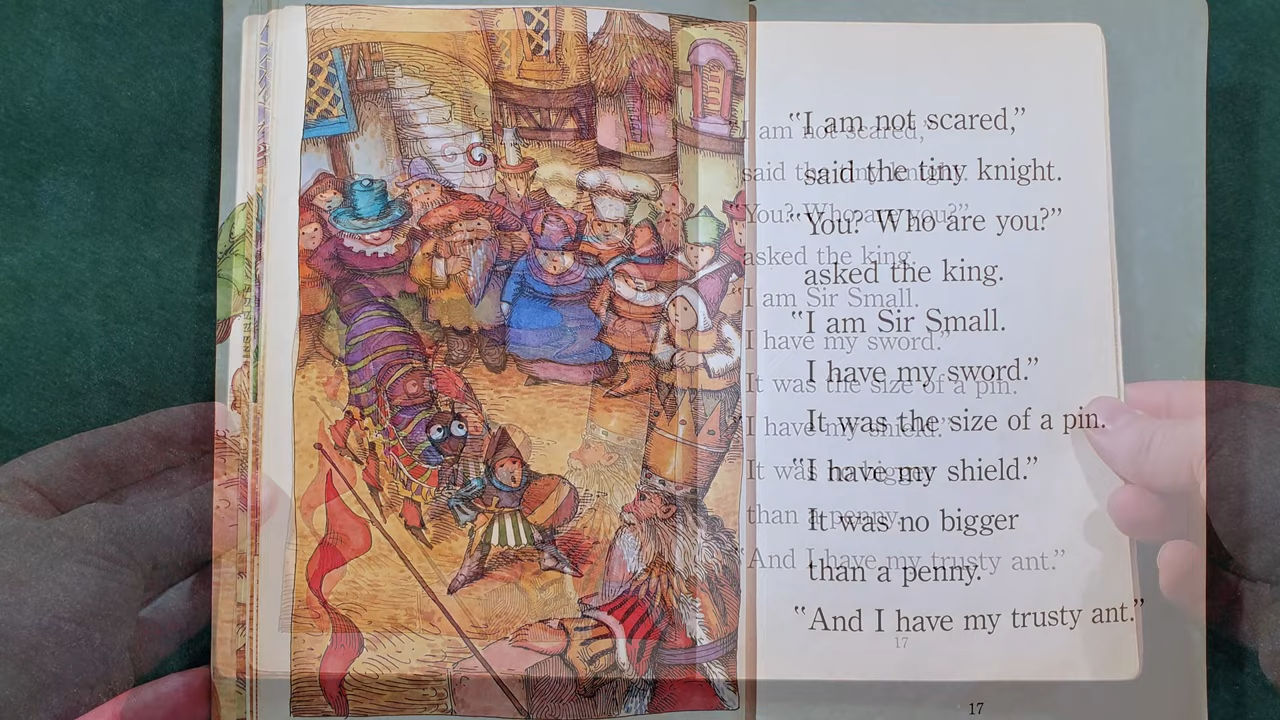 “I am not scared,”
said the tiny knight.
“You? Who are you?”
asked the king.
“I am Sir Small.
I have my sword.”
It was the size of a pin.
“I have my shield.”
It was no bigger
than a penny.
“And I have my trusty ant.”
17